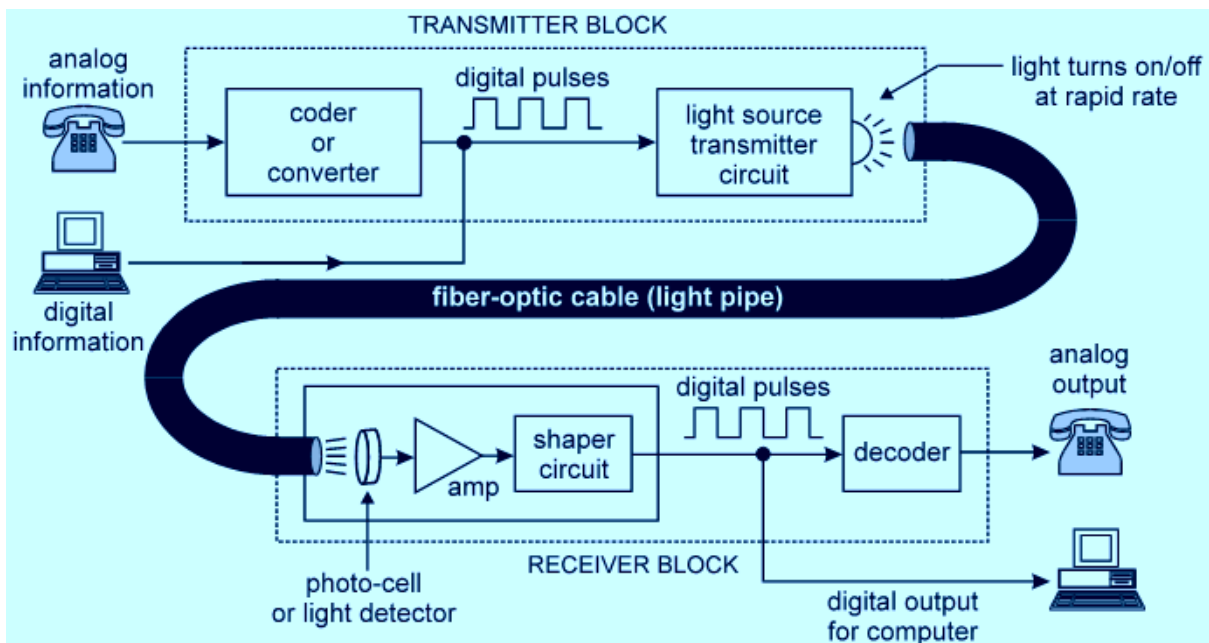 TRANSMITTER BLOCK
analog
information
digital pulses
light turns on/off
at rapid rate
coder
or
converter
light source
transmitter
circuit
digital
information
fiber-optic cable (light pipe)
analog
output
digital pulses
shaper
circuit
amp
decoder
RECEIVER BLOCK
photo-cell
or light detector
digital output
for computer